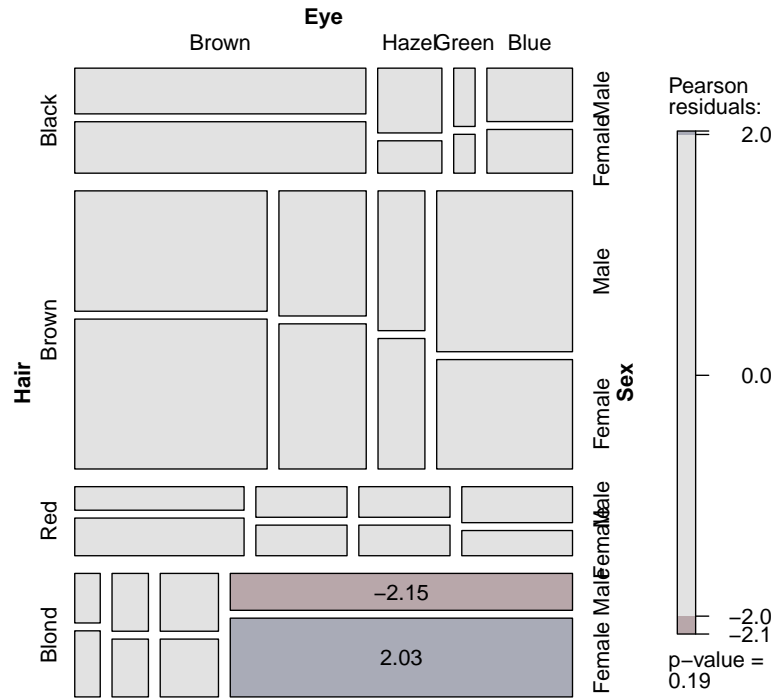 Eye
Brown Hazel Green Blue
Hair
Black
Brown
Red
Blond
Male
Female
Male
Female
Male
Female
Male
Female
Sex
−2.15
2.03
Pearson
residuals:
2.0
0.0
−2.0
−2.1
p−value =
0.19